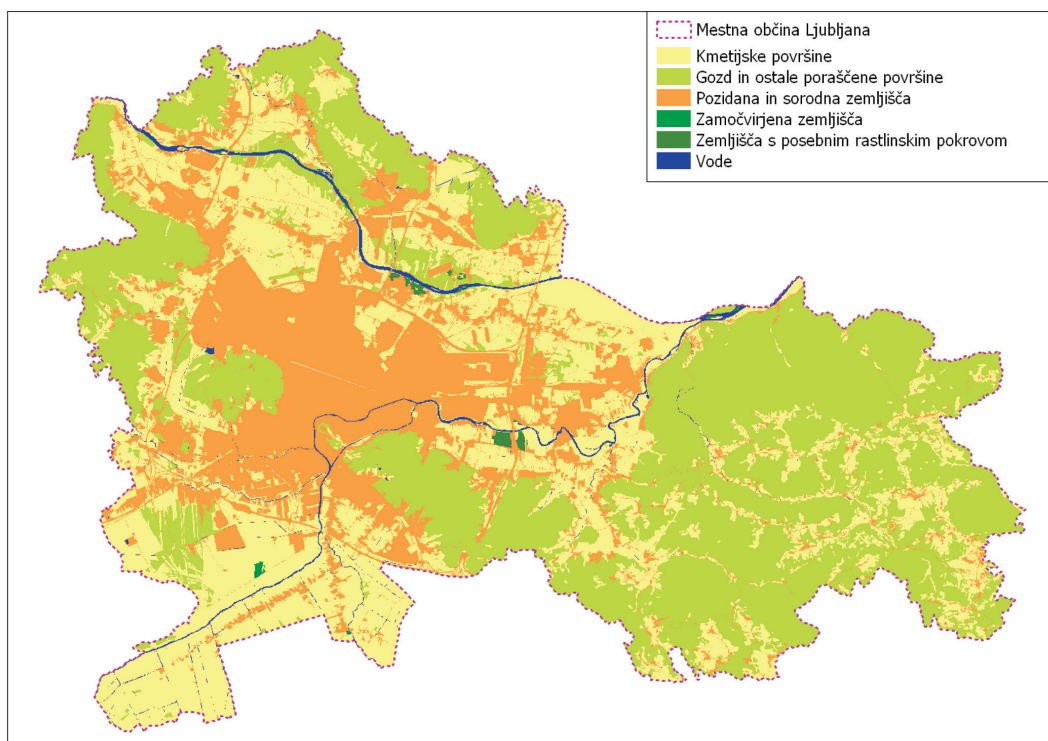 Mestna občina Ljubljana
Kmetijske površine
Gozd in ostale poraščene površine
Pozidana in sorodna zemljišča
Zamočvirjena zemljišča
Zemljišča s posebnim rastlinskim pokrovom
Vode